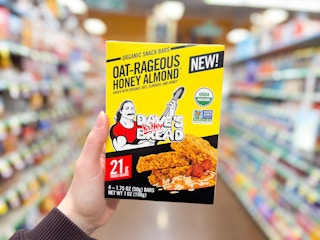 ORGANIC SNACK BARS
OAT-RAGEOUS
HONEY ALMOND
NEW!
USDA
ORGANIC
DAVE'S
KILLER
BREAD
21g
4 – 1.75 OZ (50g) BARS
NET WT 7 OZ (198g)